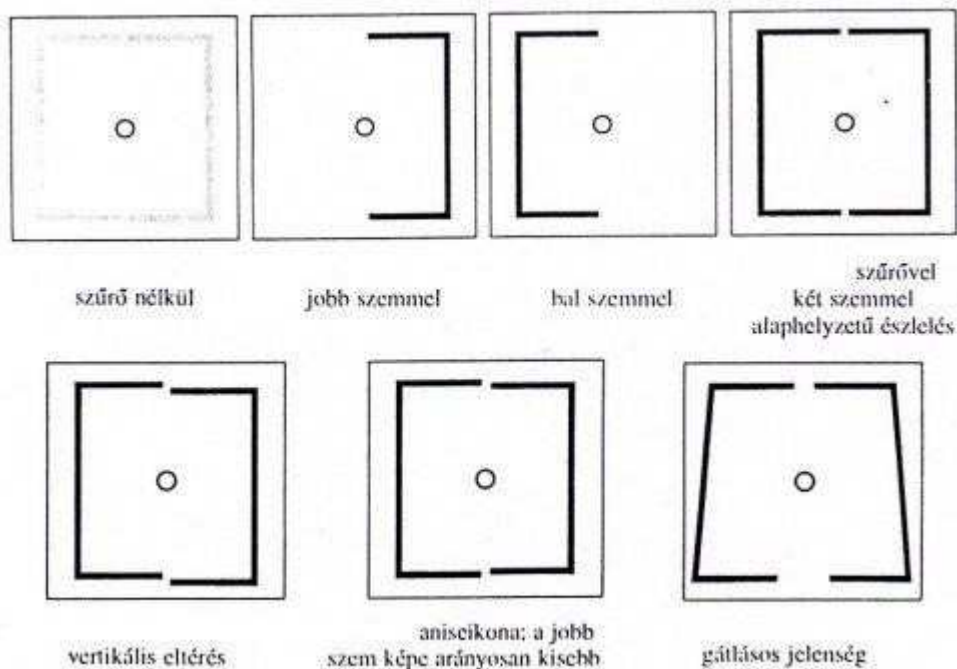 szűrő nélkül
jobb szemmel
bal szemmel
szűrővel
két szemmel
alaphelyzetű észlelés
vertikális eltérés
aniseikona; a jobb
szem képe arányosan kisebb
gátlásos jelenség